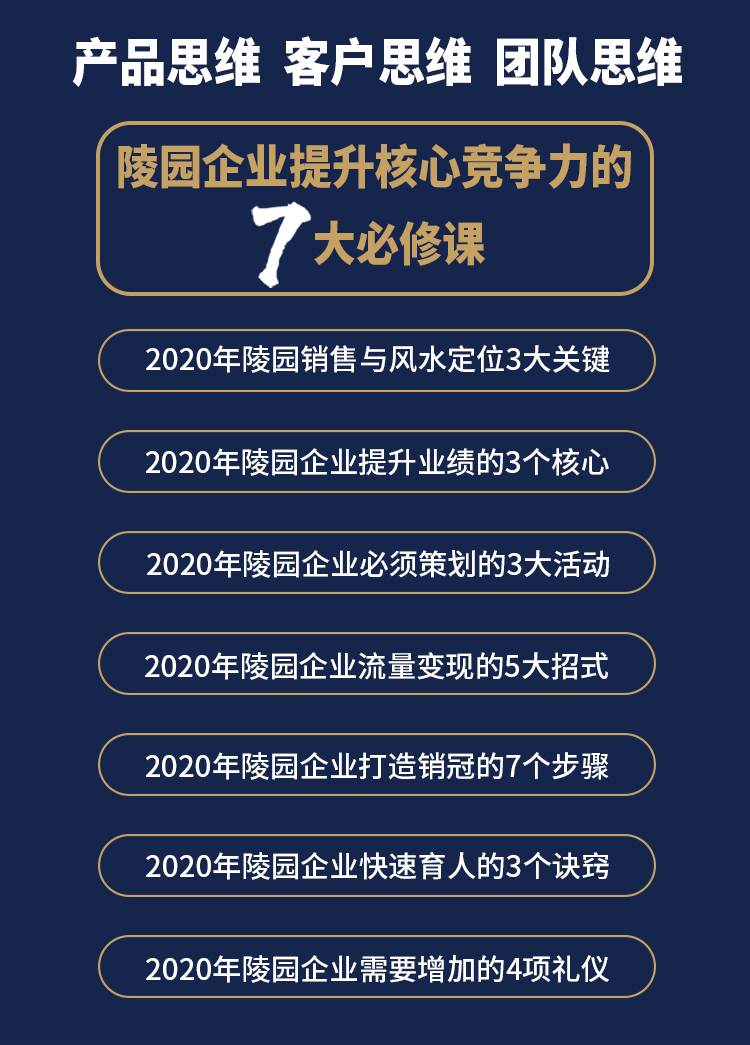 产品思维 客户思维 团队思维
陵园企业提升核心竞争力的
7大必修课
2020年陵园销售与风水定位3大关键
2020年陵园企业提升业绩的3个核心
2020年陵园企业必须策划的3大活动
2020年陵园企业流量变现的5大招式
2020年陵园企业打造销冠的7个步骤
2020年陵园企业快速育人的3个诀窍
2020年陵园企业需要增加的4项礼仪